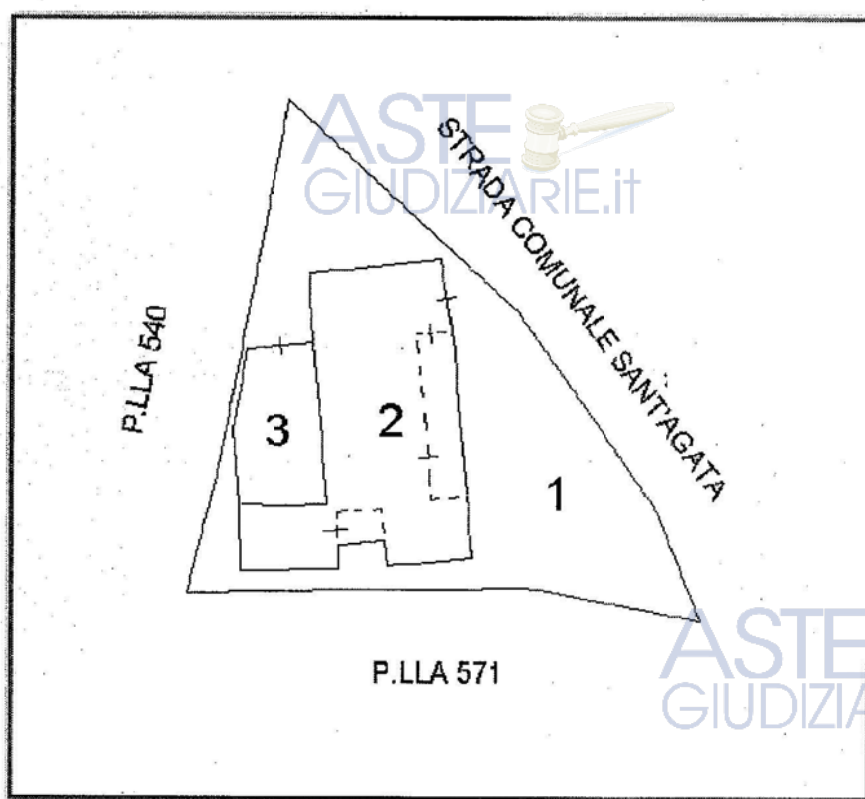 ASTE
GIUDIZIARIE.it
STRADA COMUNALE SANT'AGATA
P.LLA 540
3
2
1
P.LLA 571
ASTE
GIUDIZIA